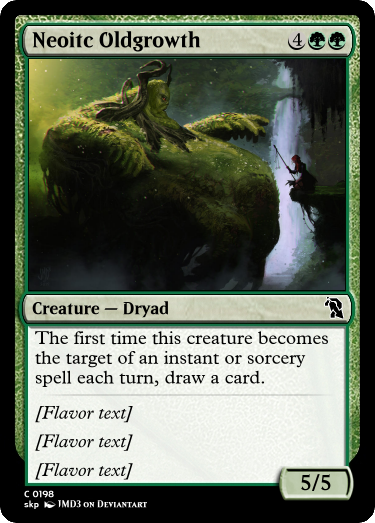 Neoitc Oldgrowth 4
Creature — Dryad
The first time this creature becomes
the target of an instant or sorcery
spell each turn, draw a card.
[Flavor text]
[Flavor text]
[Flavor text]
5/5
C 0198
skp JMD3 on Deviantart